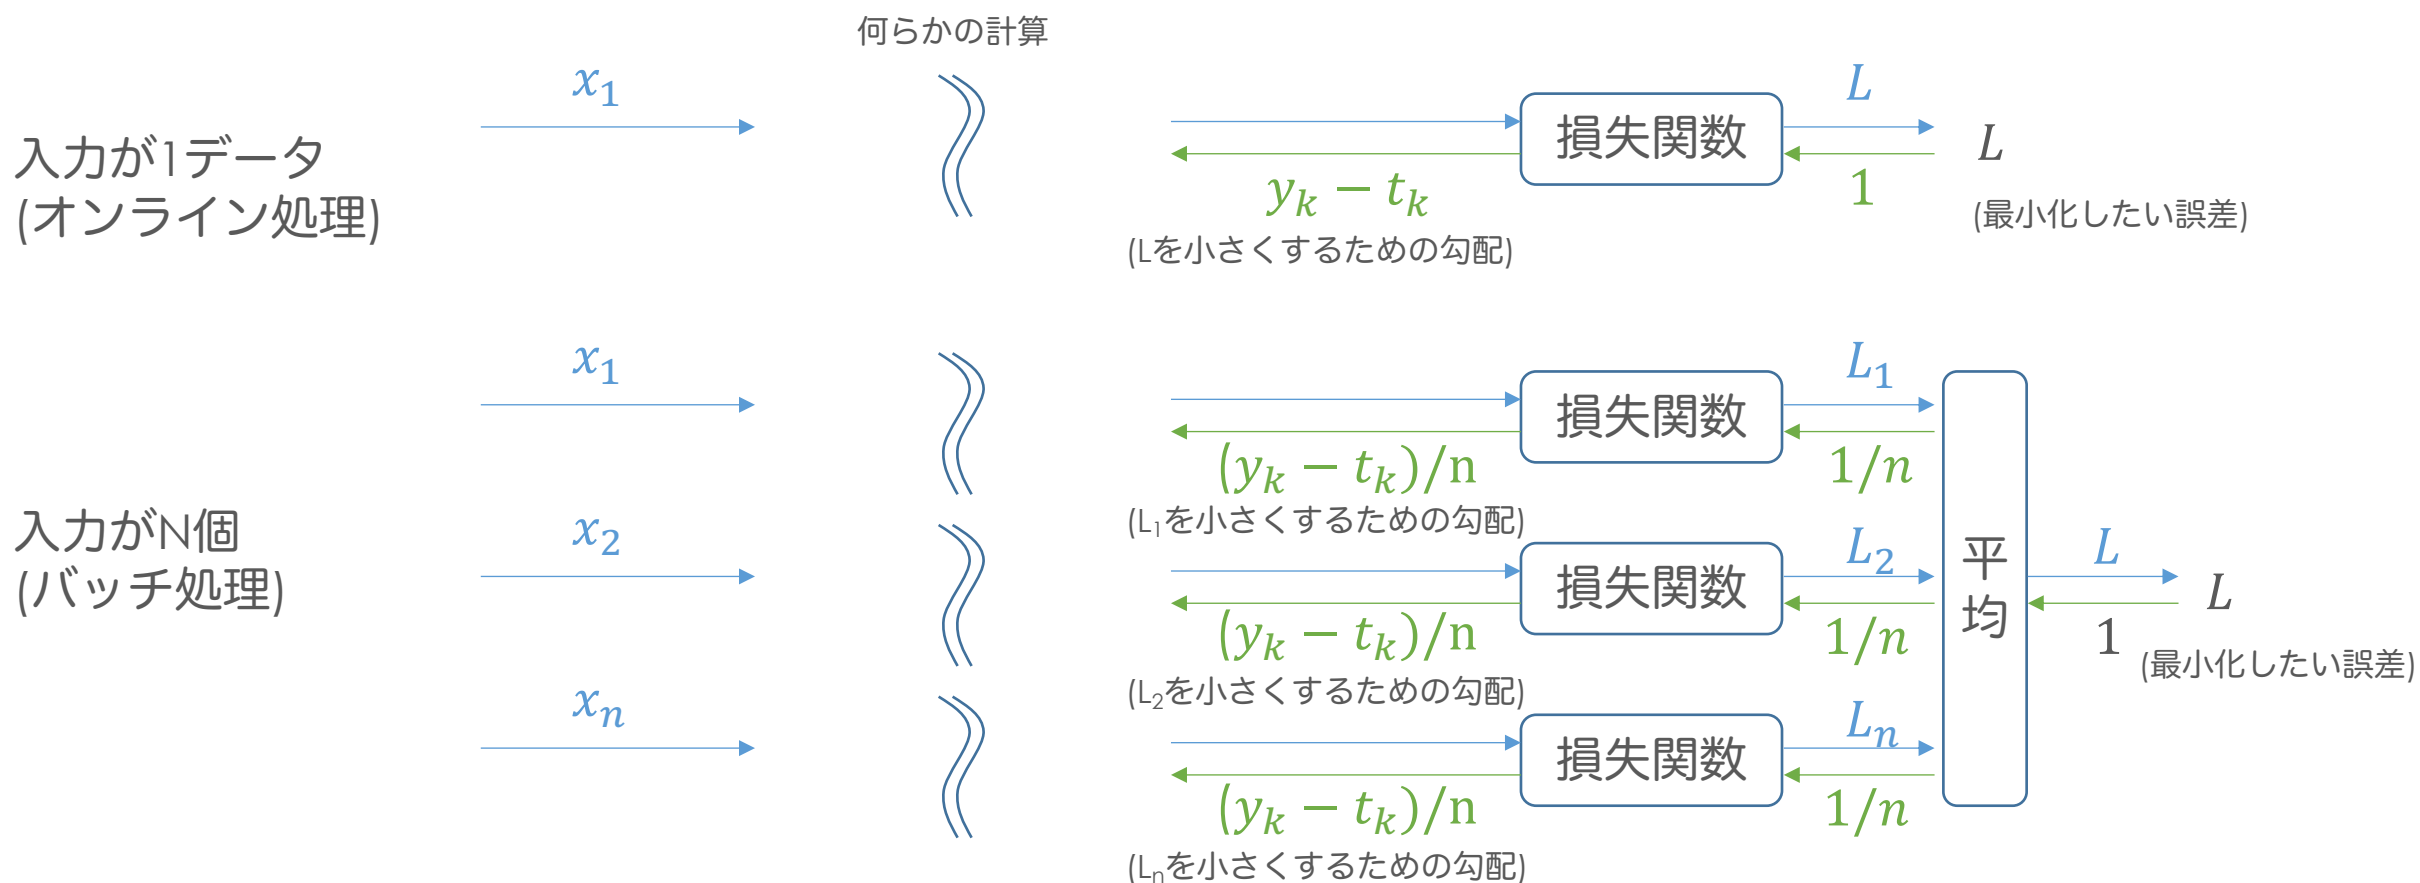 何らかの計算
入力が1データ
(オンライン処理)
x₁
損失関数
L
L
yₖ − tₖ
1
(Lを小さくするための勾配)
(最小化したい誤差)
入力がN個
(バッチ処理)
x₁
損失関数
L₁
(yₖ − tₖ)/n
1/n
(L₁を小さくするための勾配)
x₂
損失関数
L₂
(yₖ − tₖ)/n
1/n
(L₂を小さくするための勾配)
xₙ
損失関数
Lₙ
(yₖ − tₖ)/n
1/n
(Lₙを小さくするための勾配)
平均
L
L
1
(最小化したい誤差)